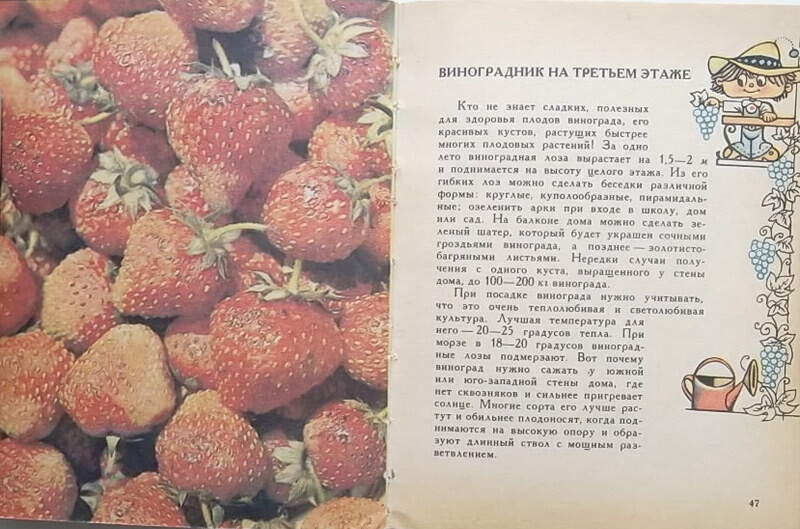 ВИНОГРАДНИК НА ТРЕТЬЕМ ЭТАЖЕ
Кто не знает сладких, полезных
для здоровья плодов винограда, его
красивых кустов, растущих быстрее
многих плодовых растений! За одно
лето виноградная лоза вырастает на 1,5—2 м
и поднимается на высоту целого этажа. Из его
гибких лоз можно сделать беседки различной
формы: круглые, куполообразные, пирамидаль-
ные; озеленить арки при входе в школу, дом
или сад. На балконе дома можно сделать зе-
леный шатер, который будет украшен сочными
гроздьями винограда, а позднее — золотисто-
багряными листьями. Нередки случаи полу-
чения с одного куста, выращенного у стены
дома, до 100—200 кг винограда.
При посадке винограда нужно учитывать,
что это очень теплолюбивая и светолюбивая
культура. Лучшая температура для
него — 20—25 градусов тепла. При
морозе в 18—20 градусов виноград-
ные лозы подмерзают. Вот почему
виноград нужно сажать у южной
или юго-западной стены дома, где
нет сквозняков и сильнее пригревает
солнце. Многие сорта его лучше рас-
тут и обильнее плодоносят, когда под-
нимаются на высокую опору и обра-
зуют длинный ствол с мощным раз-
ветвлением.
47